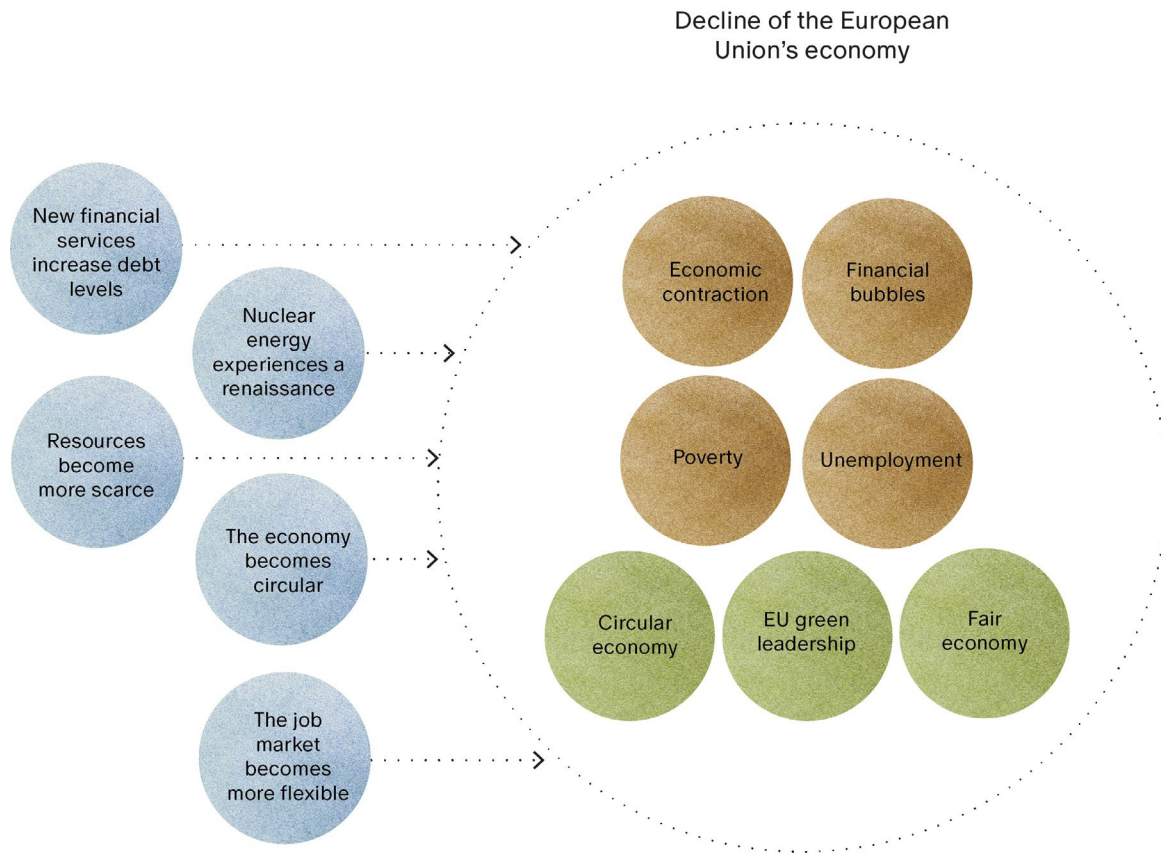 Decline of the European
Union’s economy
New financial
services
increase debt
levels
Nuclear
energy
experiences a
renaissance
Resources
become
more scarce
The economy
becomes
circular
The job
market
becomes
more flexible
Economic
contraction
Financial
bubbles
Poverty
Unemployment
Circular
economy
EU green
leadership
Fair
economy